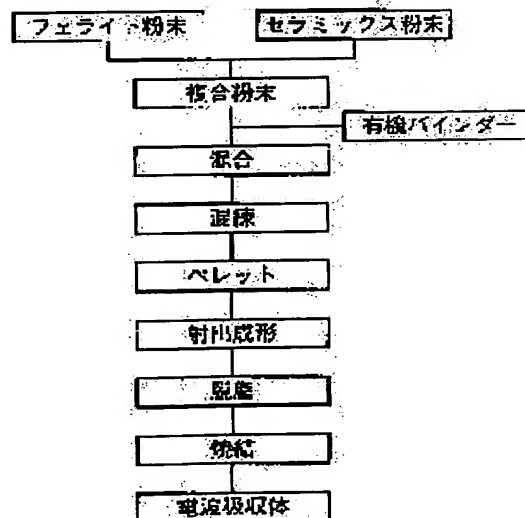 フェライト粉末
セラミックス粉末
複合粉末
有機バインダー
混合
混練
ペレット
射出成形
脱脂
焼結
電波吸収体